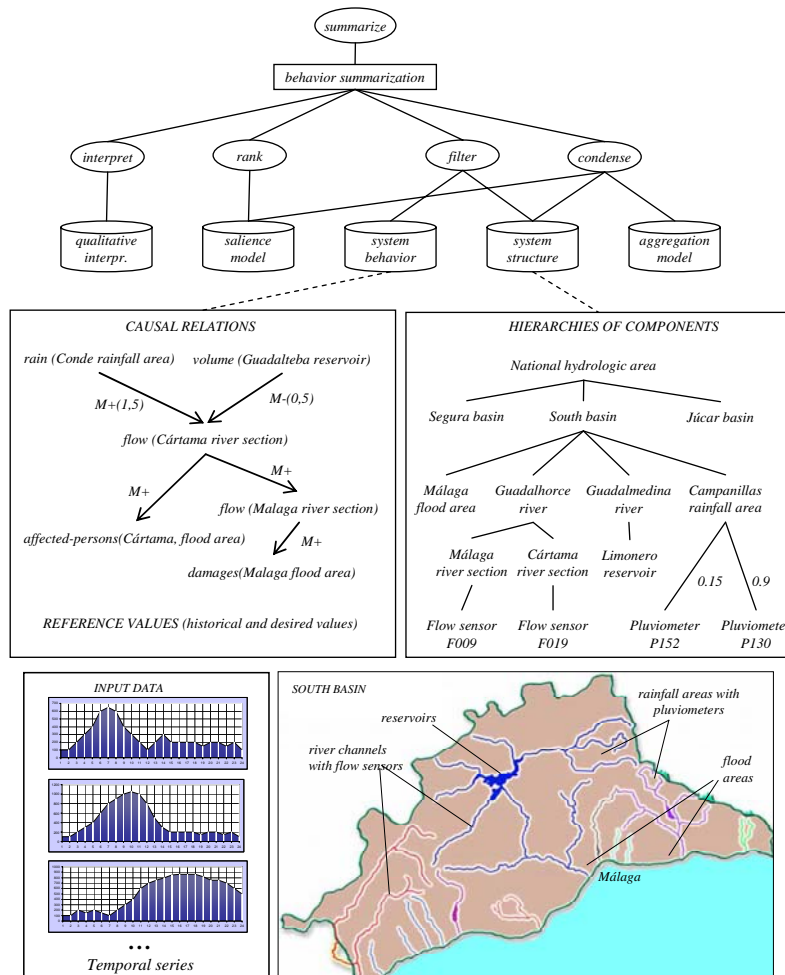 summarize
behavior summarization
interpret rank filter condense
qualitative interpr.
salience model
system behavior
system structure
aggregation model
CAUSAL RELATIONS
rain (Conde rainfall area) volume (Guadalteba reservoir)
M+(1,5) M-(0,5)
flow (Cártama river section)
M+ M+
flow (Malaga river section)
affected-persons(Cártama, flood area)
M+
damages(Malaga flood area)
REFERENCE VALUES (historical and desired values)
HIERARCHIES OF COMPONENTS
National hydrologic area
Segura basin South basin Júcar basin
Málaga flood area
Guadalhorce river
Guadalmedina river
Campanillas rainfall area
Málaga river section
Cártama river section
Limonero reservoir
0.15 0.9
Flow sensor F009
Flow sensor F019
Pluviometer P152
Pluviomete P130
INPUT DATA
...
Temporal series
SOUTH BASIN
reservoirs
rainfall areas with pluviometers
river channels with flow sensors
flood areas
Málaga